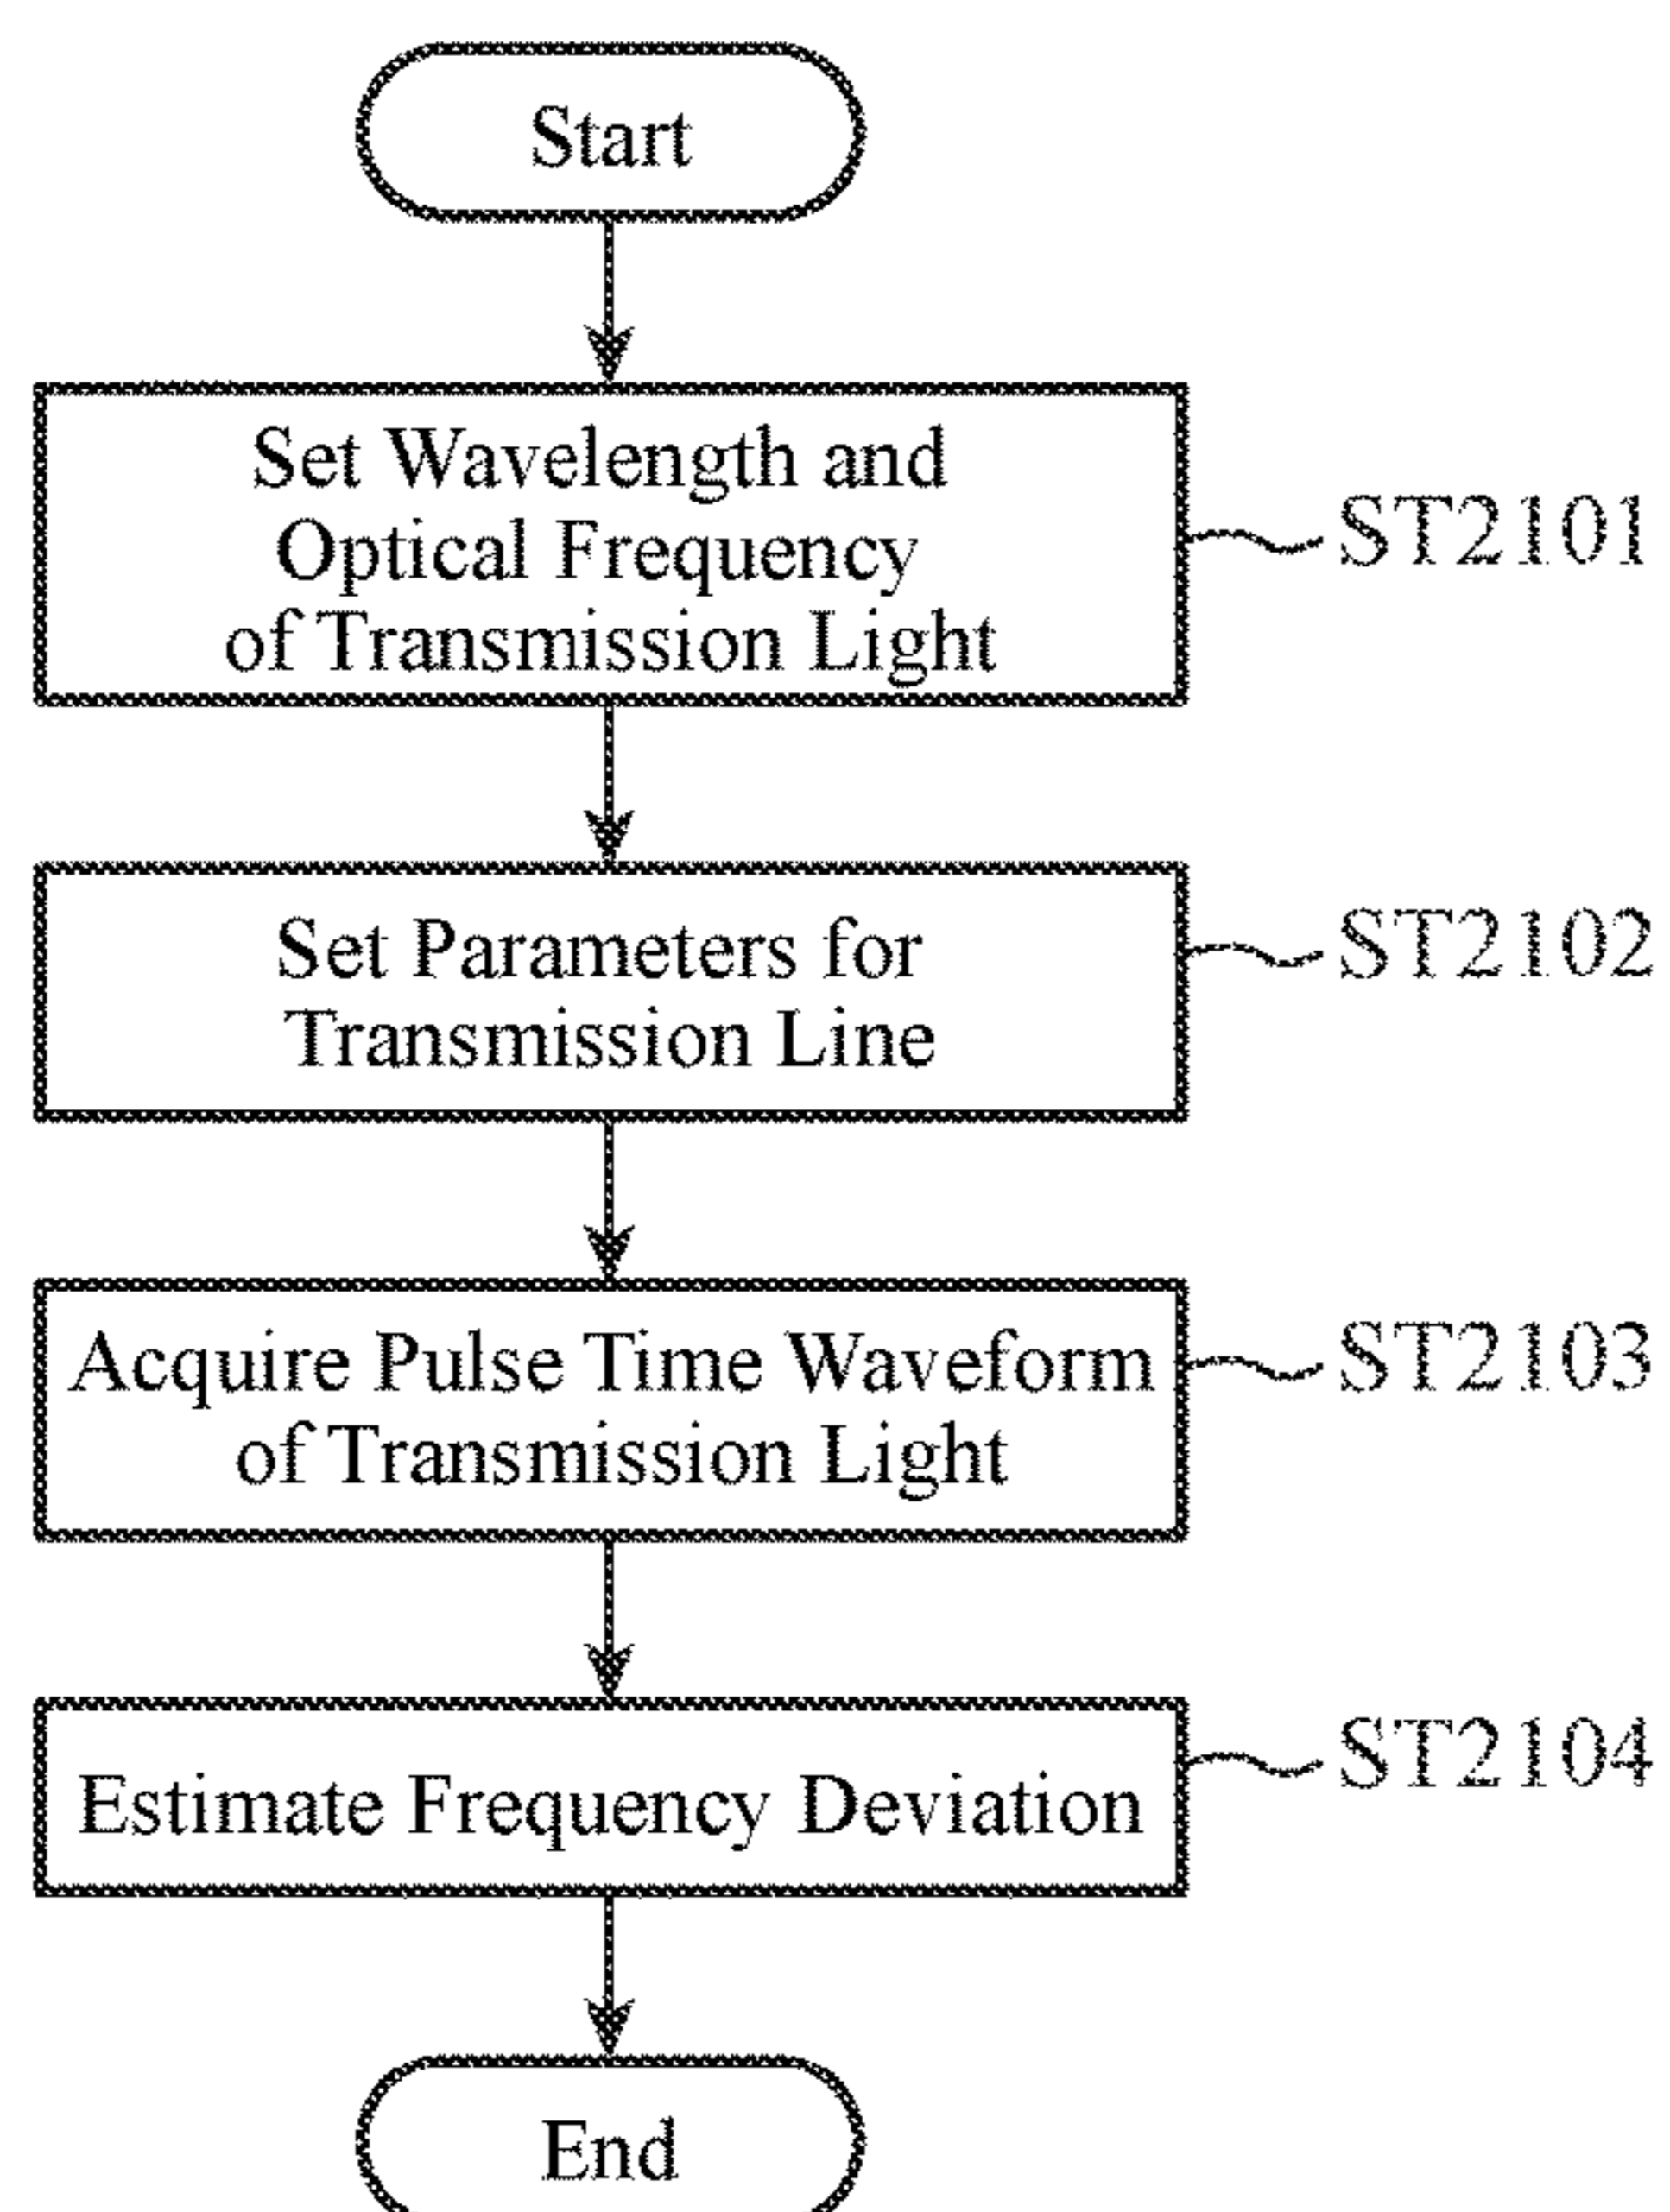 Start
Set Wavelength and
Optical Frequency
of Transmission Light
ST2101
Set Parameters for
Transmission Line
ST2102
Acquire Pulse Time Waveform
of Transmission Light
ST2103
Estimate Frequency Deviation
ST2104
End